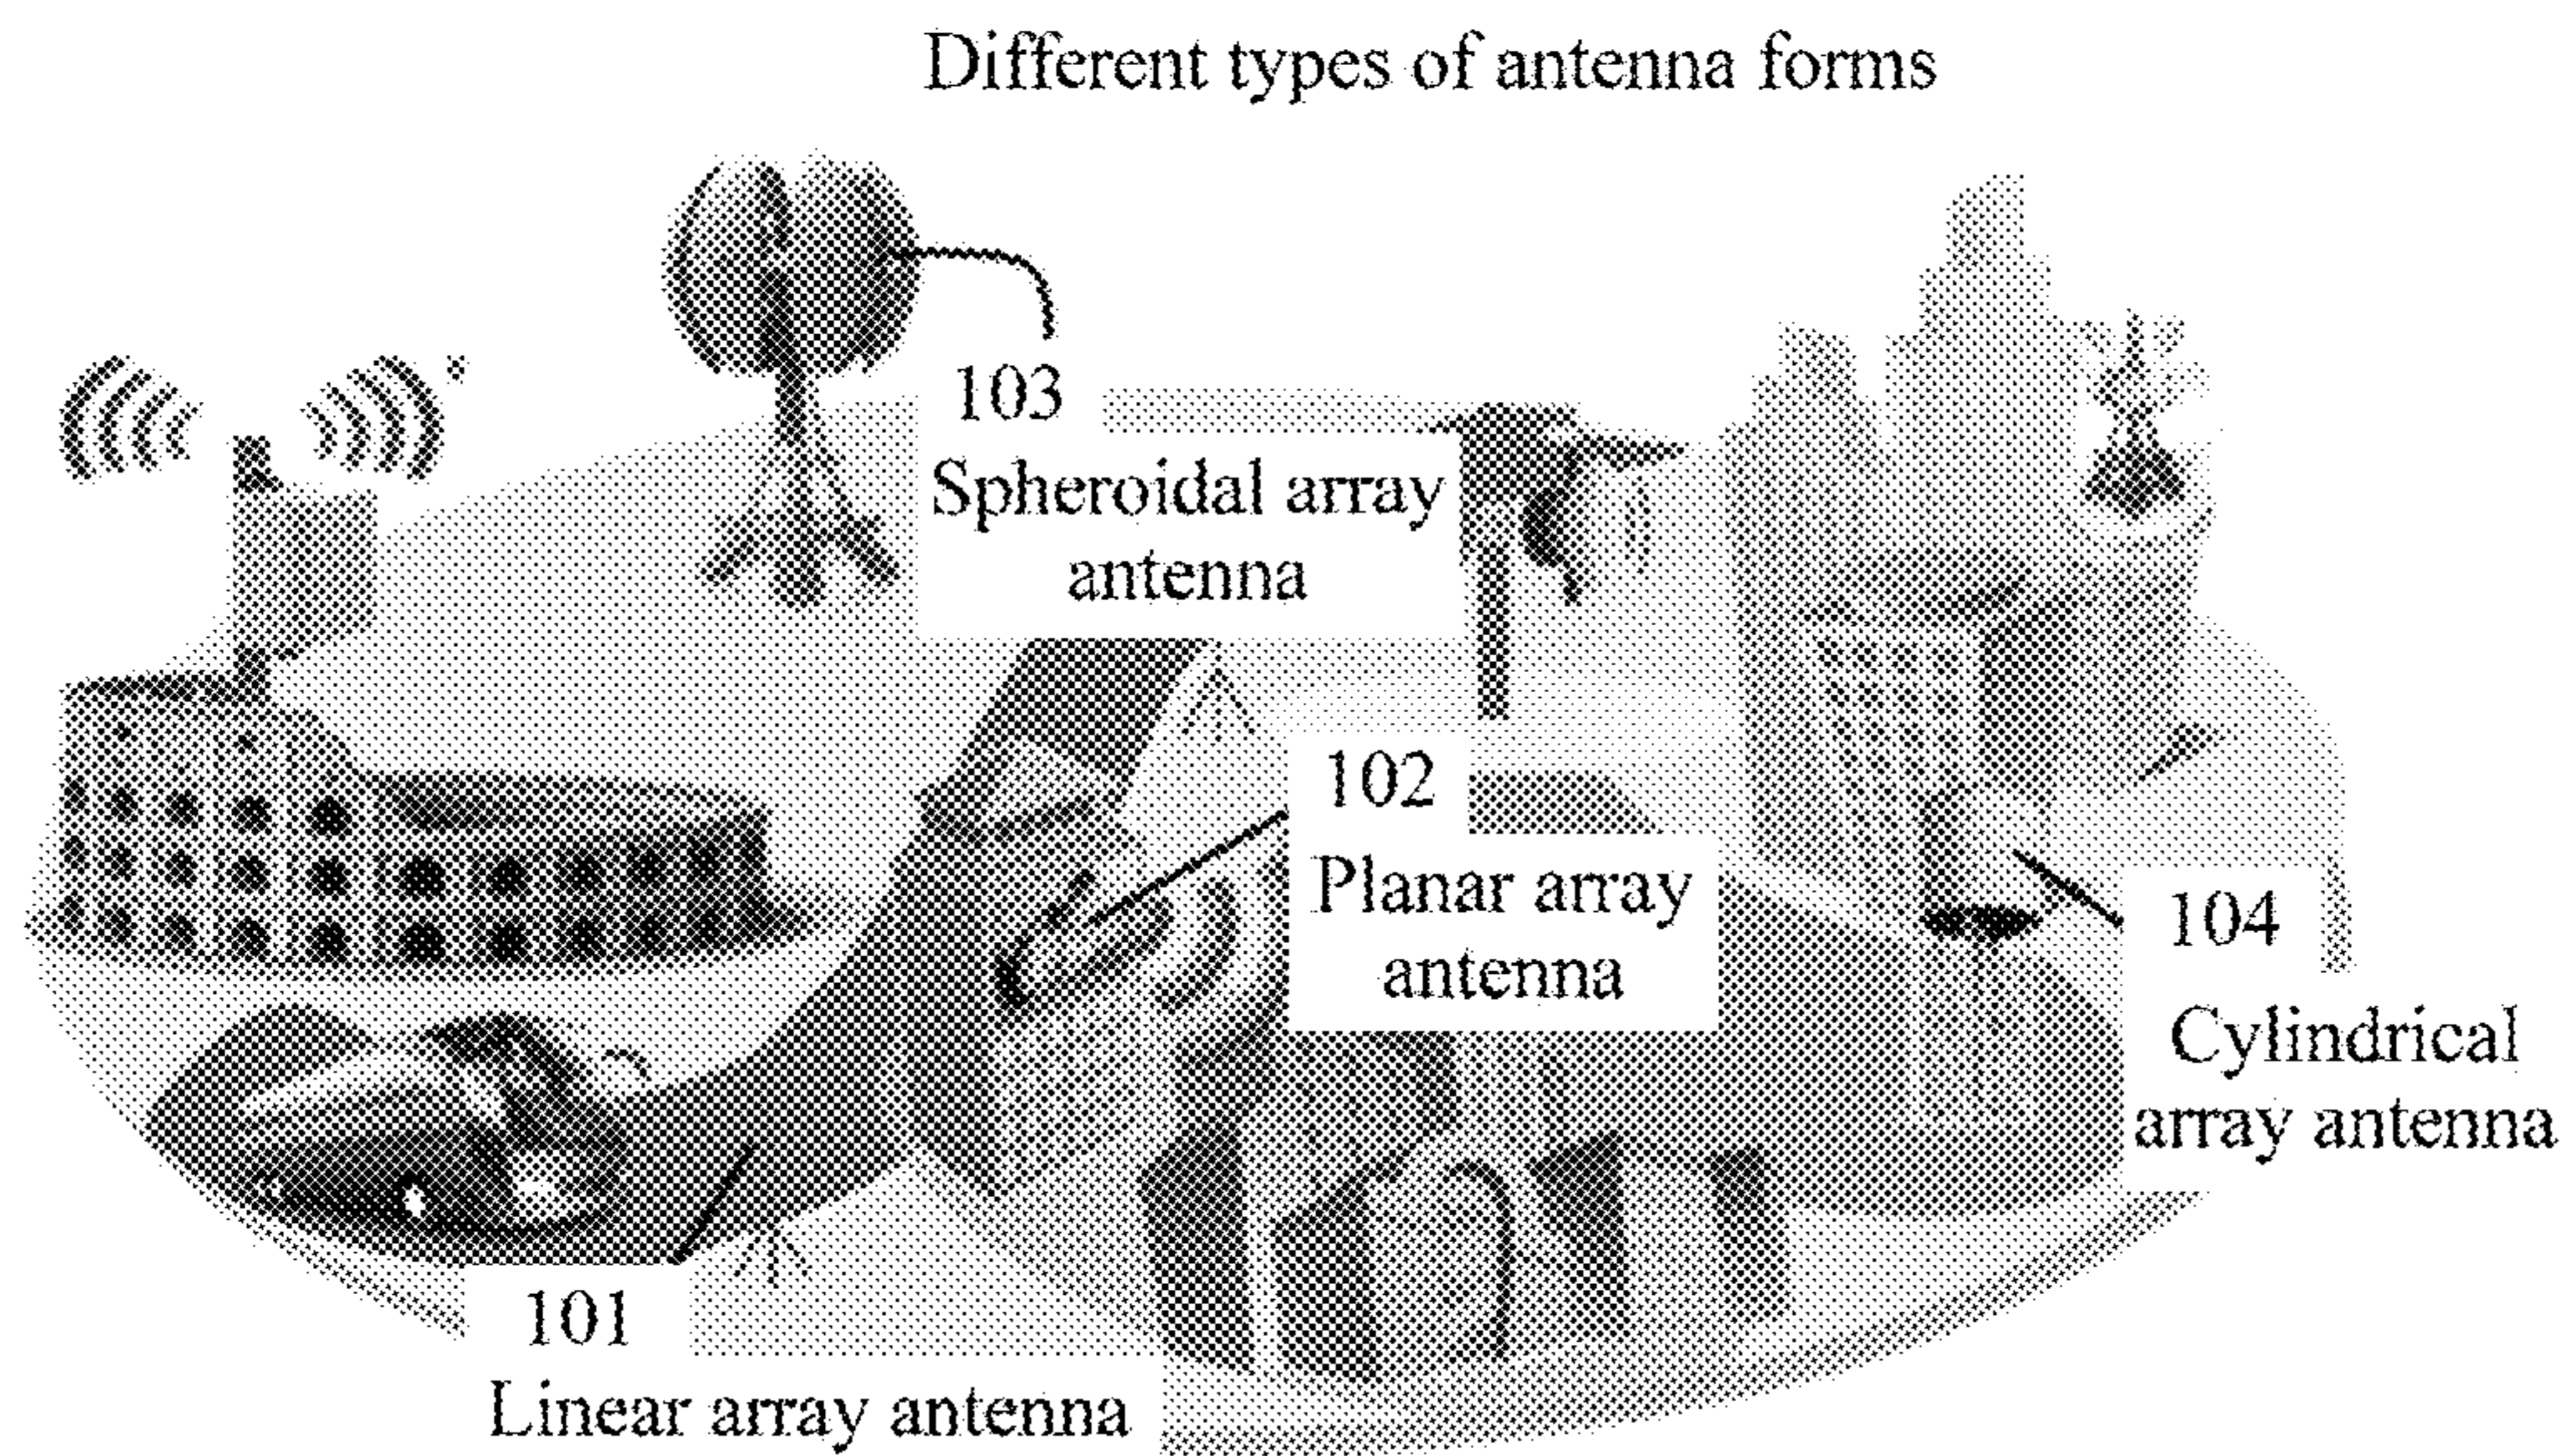 Different types of antenna forms
103
Spheroidal array
antenna
102
Planar array
antenna
104
Cylindrical
array antenna
101
Linear array antenna